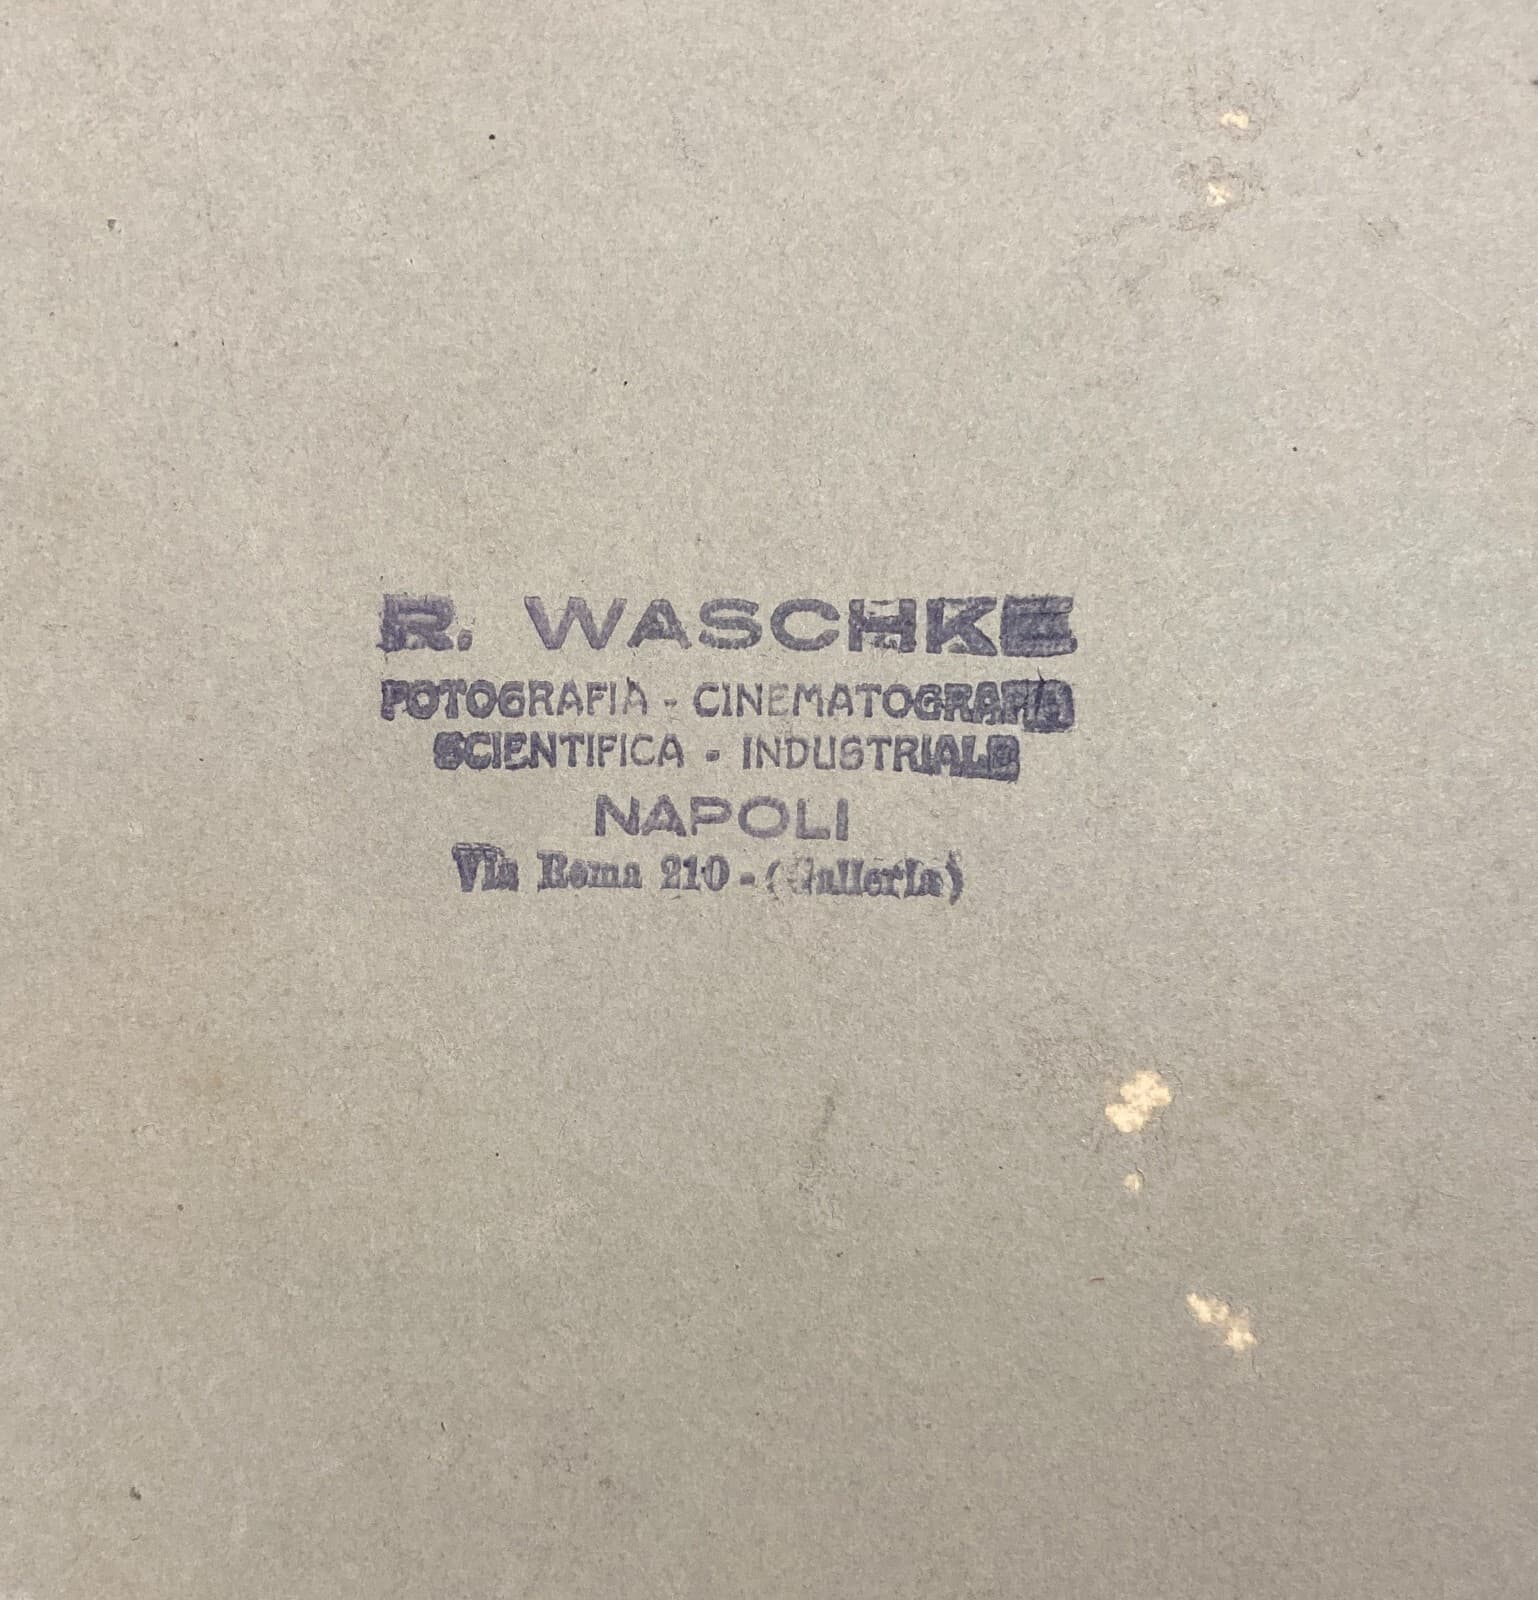 R. WASCHKE
FOTOGRAFIA - CINEMATOGRAFIA
SCIENTIFICA - INDUSTRIALE
NAPOLI
Via Roma 210 - (Galleria)